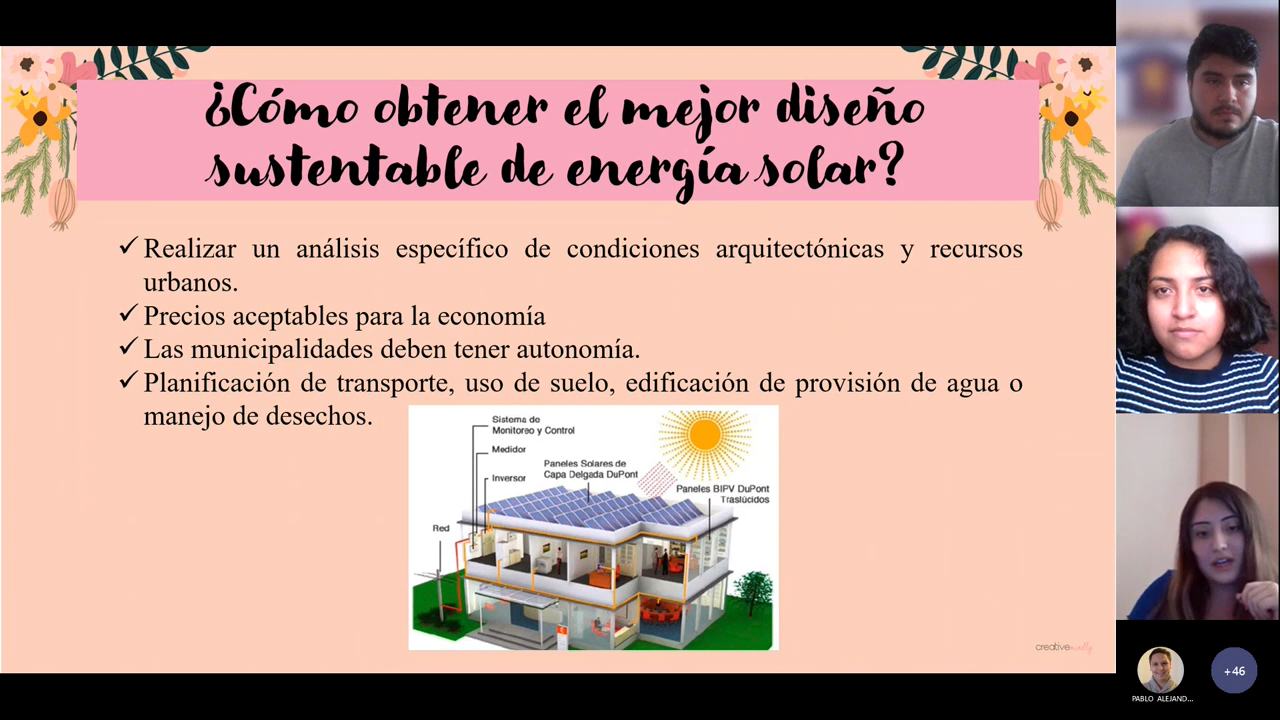 ¿Cómo obtener el mejor diseño
sustentable de energía solar?
✓ Realizar un análisis específico de condiciones arquitectónicas y recursos
urbanos.
✓ Precios aceptables para la economía
✓ Las municipalidades deben tener autonomía.
✓ Planificación de transporte, uso de suelo, edificación de provisión de agua o
manejo de desechos.
Sistema de
Monitoreo y Control
Medidor
Paneles Solares de
Capa Delgada DuPont
Inversor
Paneles BIPV DuPont
Traslúcidos
Red
creative
PABLO ALEJAND...
+46